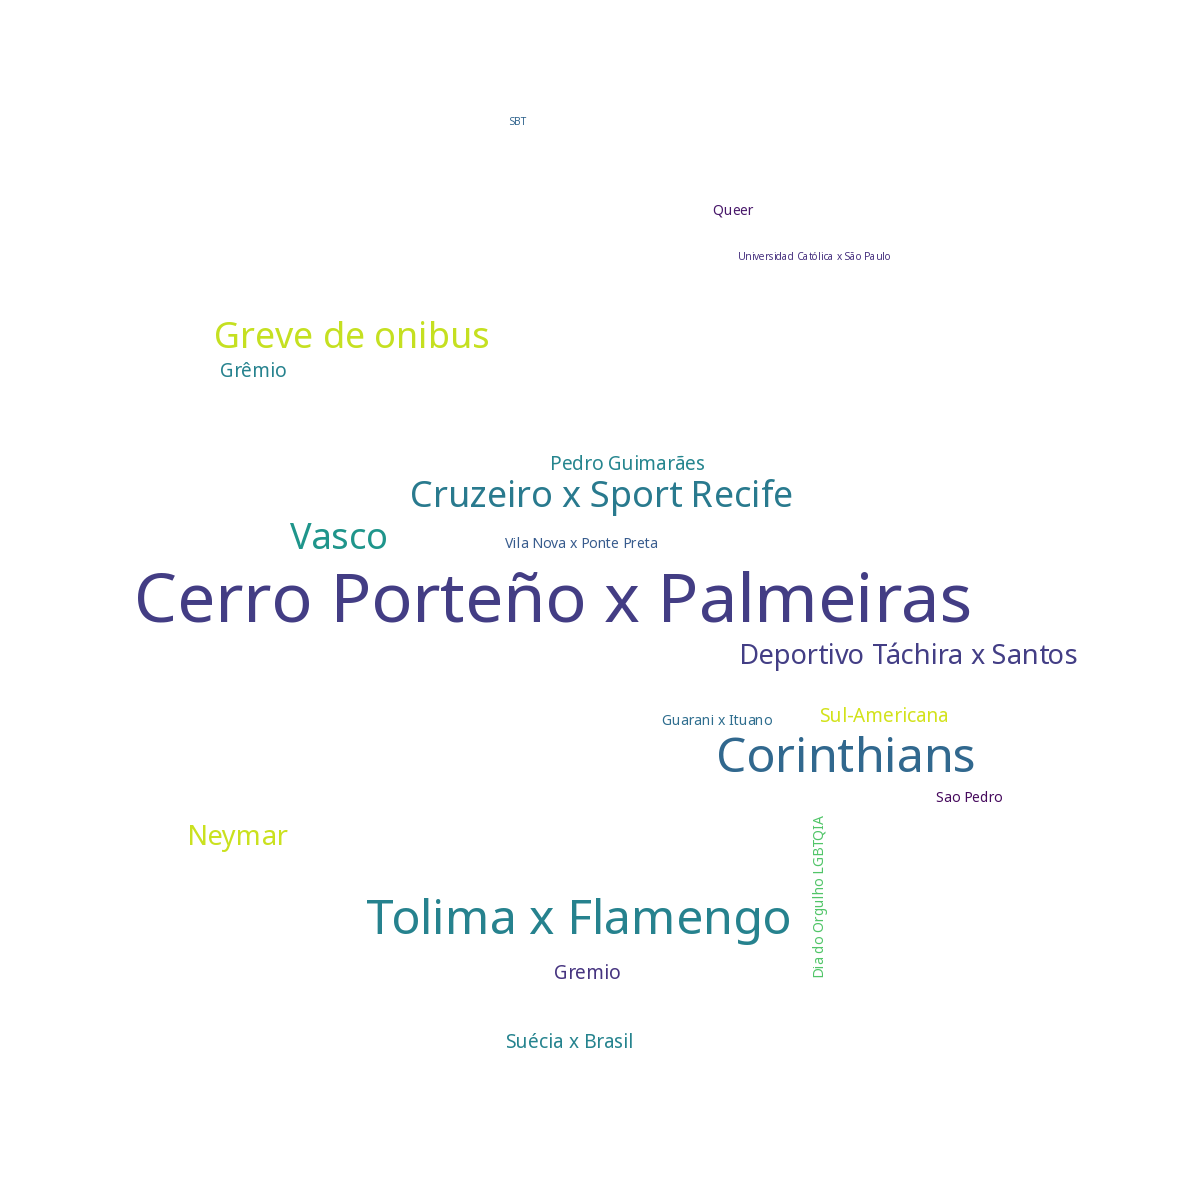 SBT
Queer
Universidad Católica x São Paulo
Greve de onibus
Grêmio
Pedro Guimarães
Cruzeiro x Sport Recife
Vasco
Vila Nova x Ponte Preta
Cerro Porteño x Palmeiras
Deportivo Táchira x Santos
Guarani x Ituano
Sul-Americana
Corinthians
Sao Pedro
Neymar
Dia do Orgulho LGBTQIA
Tolima x Flamengo
Gremio
Suécia x Brasil